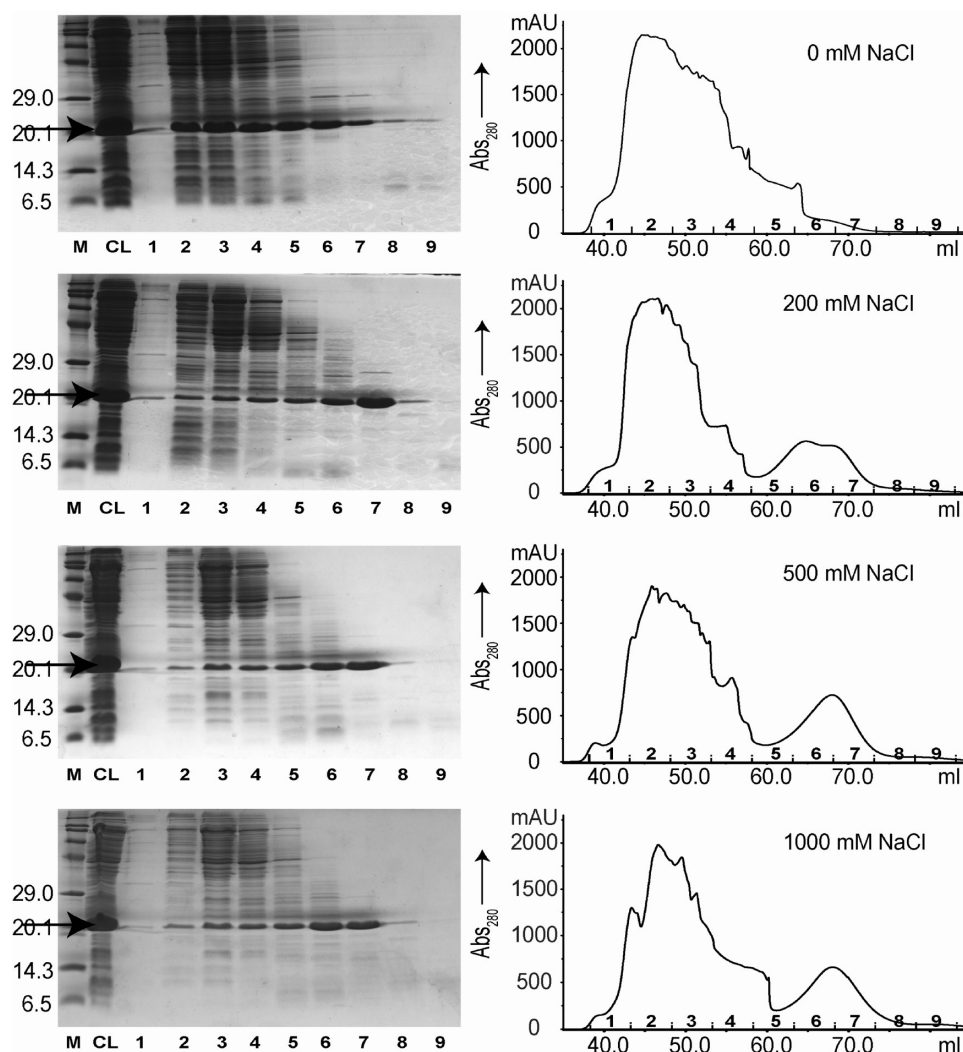 29.0
20.1
14.3
6.5
M CL 1 2 3 4 5 6 7 8 9
mAU
2000
1500
1000
500
0
Abs280
0 mM NaCl
1 2 3 4 5 6 7 8 9
40.0 50.0 60.0 70.0 ml
29.0
20.1
14.3
6.5
M CL 1 2 3 4 5 6 7 8 9
mAU
2000
1500
1000
500
0
Abs280
200 mM NaCl
1 2 3 4 5 6 7 8 9
40.0 50.0 60.0 70.0 ml
29.0
20.1
14.3
6.5
M CL 1 2 3 4 5 6 7 8 9
mAU
2000
1500
1000
500
0
Abs280
500 mM NaCl
1 2 3 4 5 6 7 8 9
40.0 50.0 60.0 70.0 ml
29.0
20.1
14.3
6.5
M CL 1 2 3 4 5 6 7 8 9
mAU
2000
1500
1000
500
0
Abs280
1000 mM NaCl
1 2 3 4 5 6 7 8 9
40.0 50.0 60.0 70.0 ml